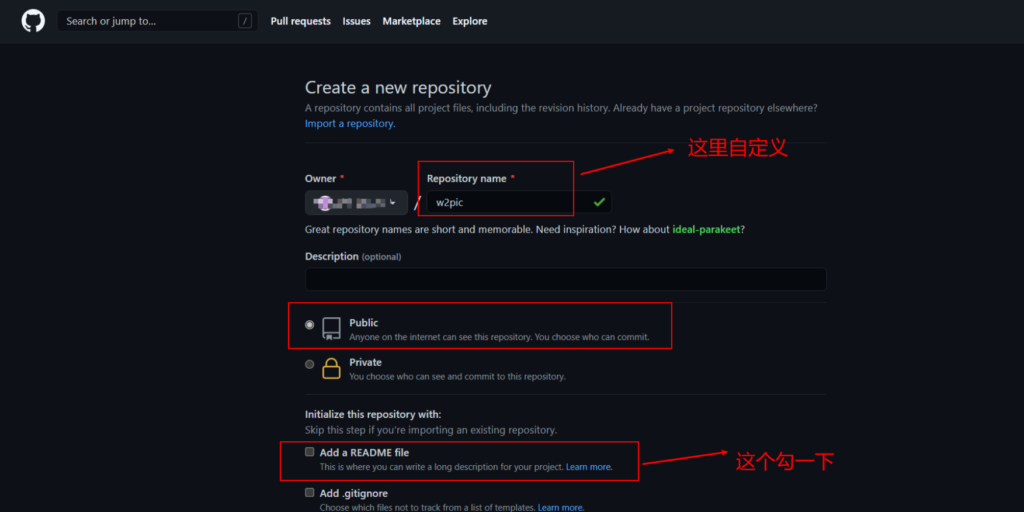 Search or jump to... /
Pull requests Issues Marketplace Explore
Create a new repository
A repository contains all project files, including the revision history. Already have a project repository elsewhere?
Import a repository.
这里自定义
Owner * Repository name *
/ w2pic
Great repository names are short and memorable. Need inspiration? How about ideal-parakeet?
Description (optional)
Public
Anyone on the internet can see this repository. You choose who can commit.
Private
You choose who can see and commit to this repository.
Initialize this repository with:
Skip this step if you're importing an existing repository.
Add a README file
This is where you can write a long description for your project. Learn more.
这个勾一下
Add .gitignore
Choose which files not to track from a list of templates. Learn more.